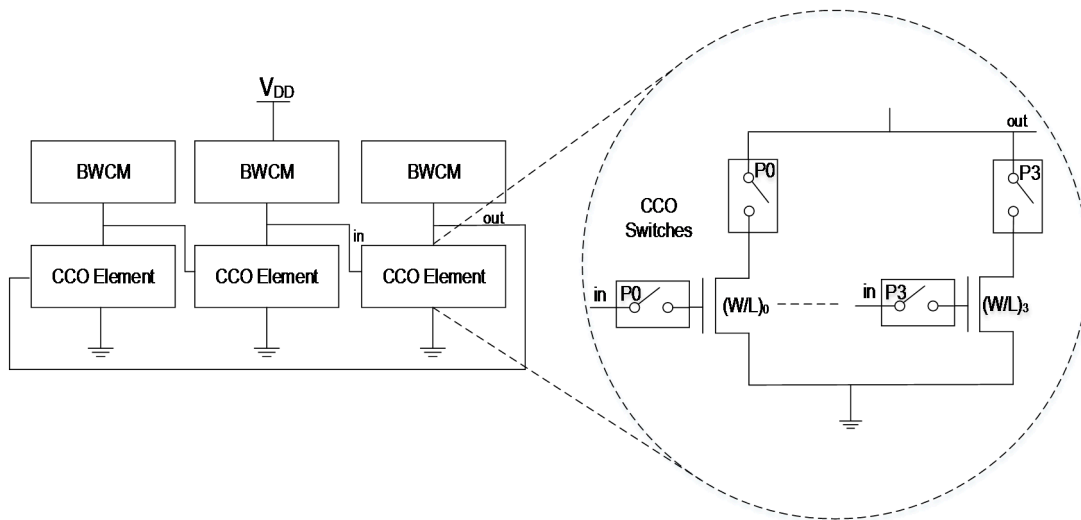 V_DD
BWCM
BWCM
BWCM
in
out
CCO Element
CCO Element
CCO Element
out
P0
P3
CCO
Switches
in
P0
(W/L)₀
in
P3
(W/L)₃